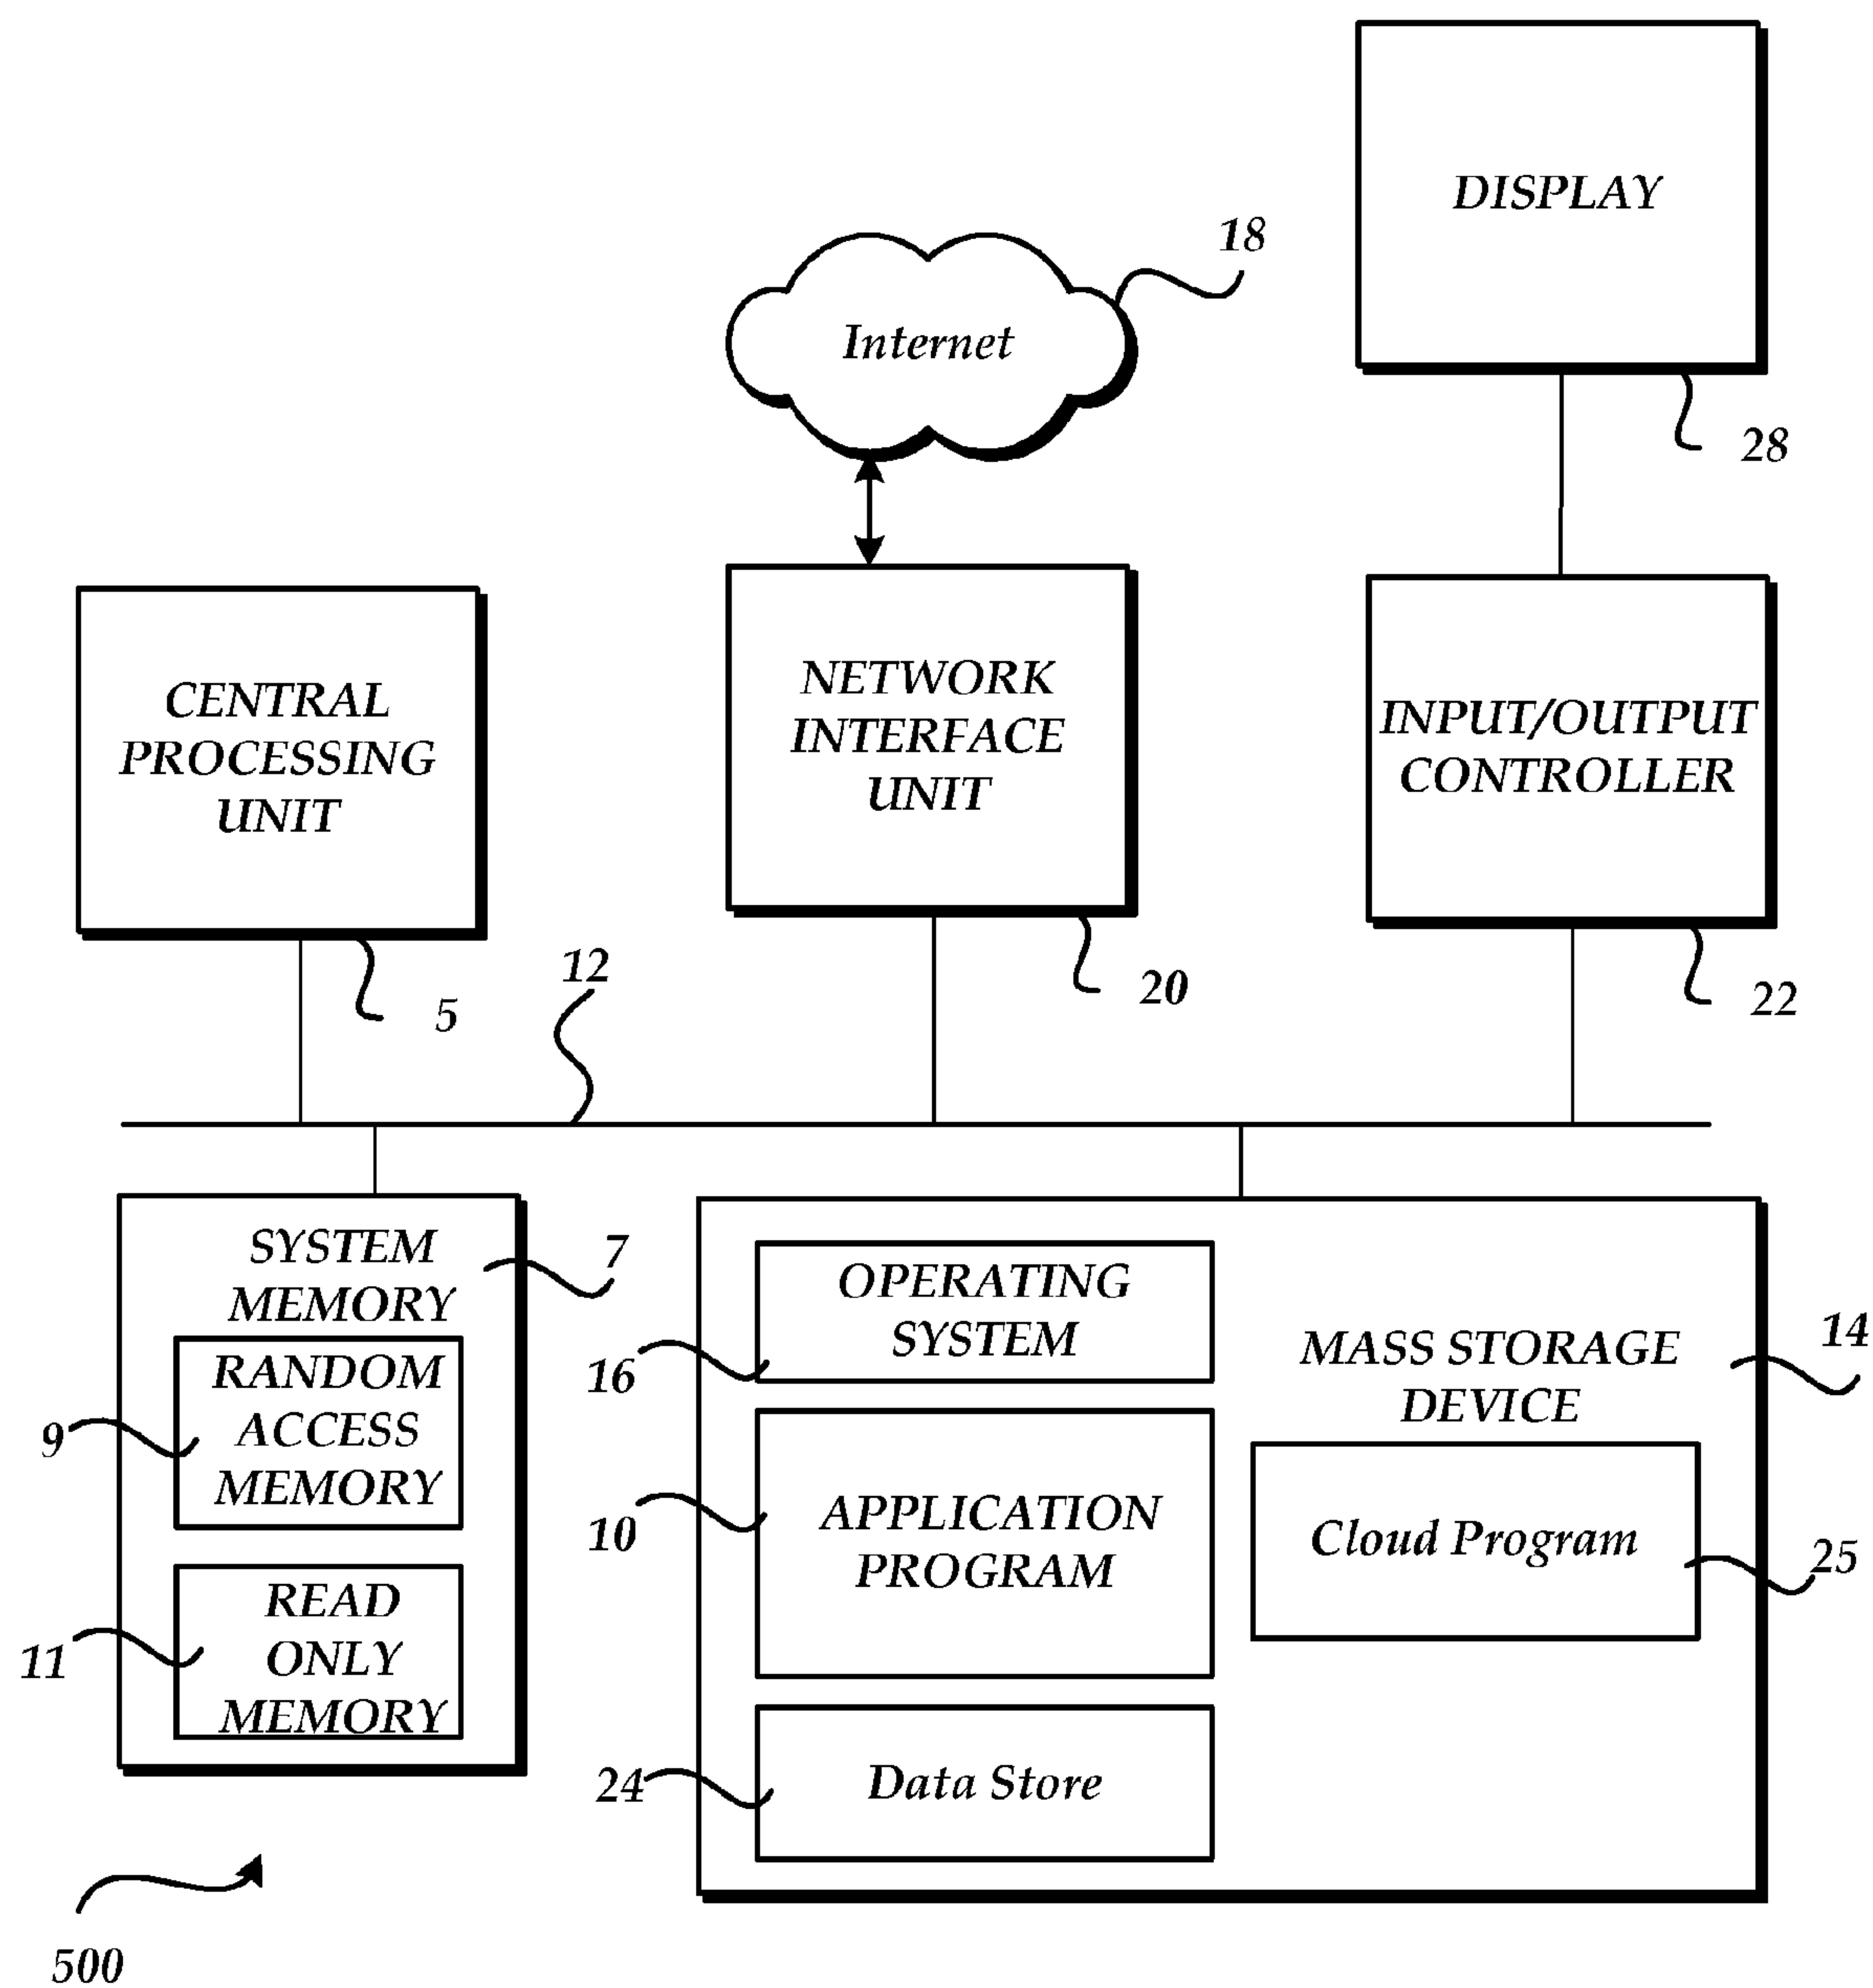 DISPLAY
28
18
Internet
CENTRAL
PROCESSING
UNIT
5
NETWORK
INTERFACE
UNIT
20
INPUT/OUTPUT
CONTROLLER
22
12
SYSTEM
MEMORY
7
RANDOM
ACCESS
MEMORY
9
READ
ONLY
MEMORY
11
OPERATING
SYSTEM
16
MASS STORAGE
DEVICE
14
APPLICATION
PROGRAM
10
Cloud Program
25
Data Store
24
500